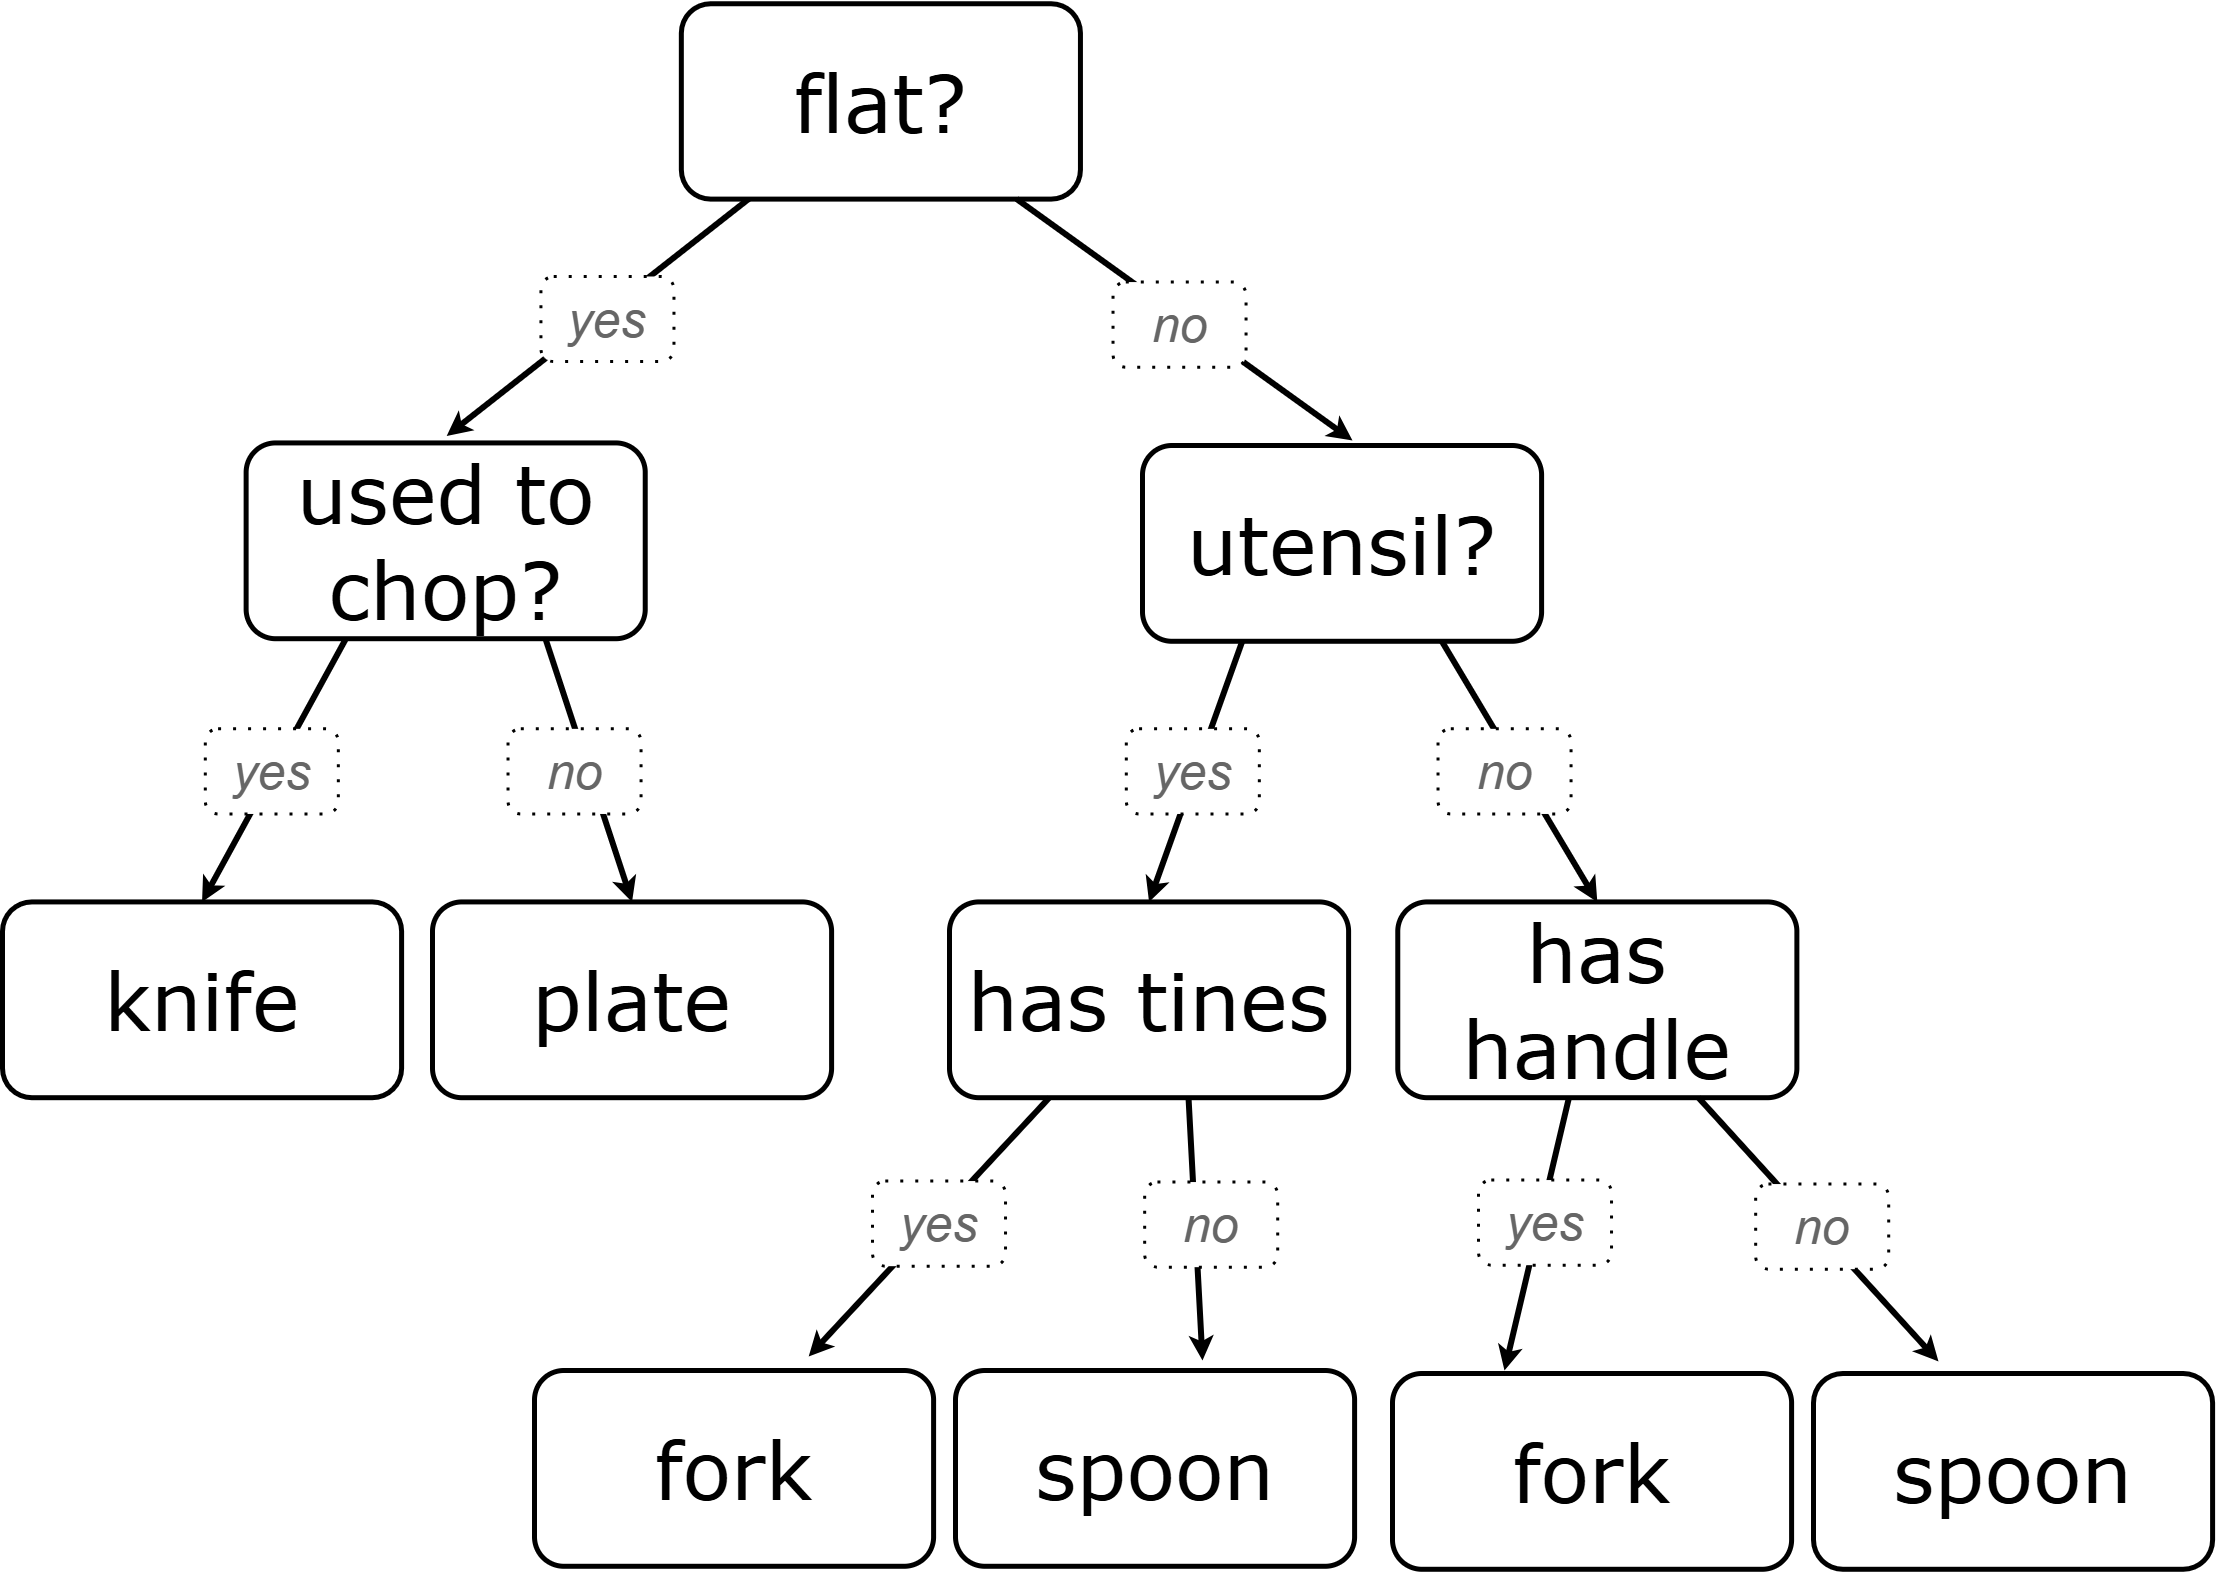 flat?
yes
no
used to
chop?
utensil?
yes
no
yes
no
knife
plate
has tines
has
handle
yes
no
yes
no
fork
spoon
fork
spoon